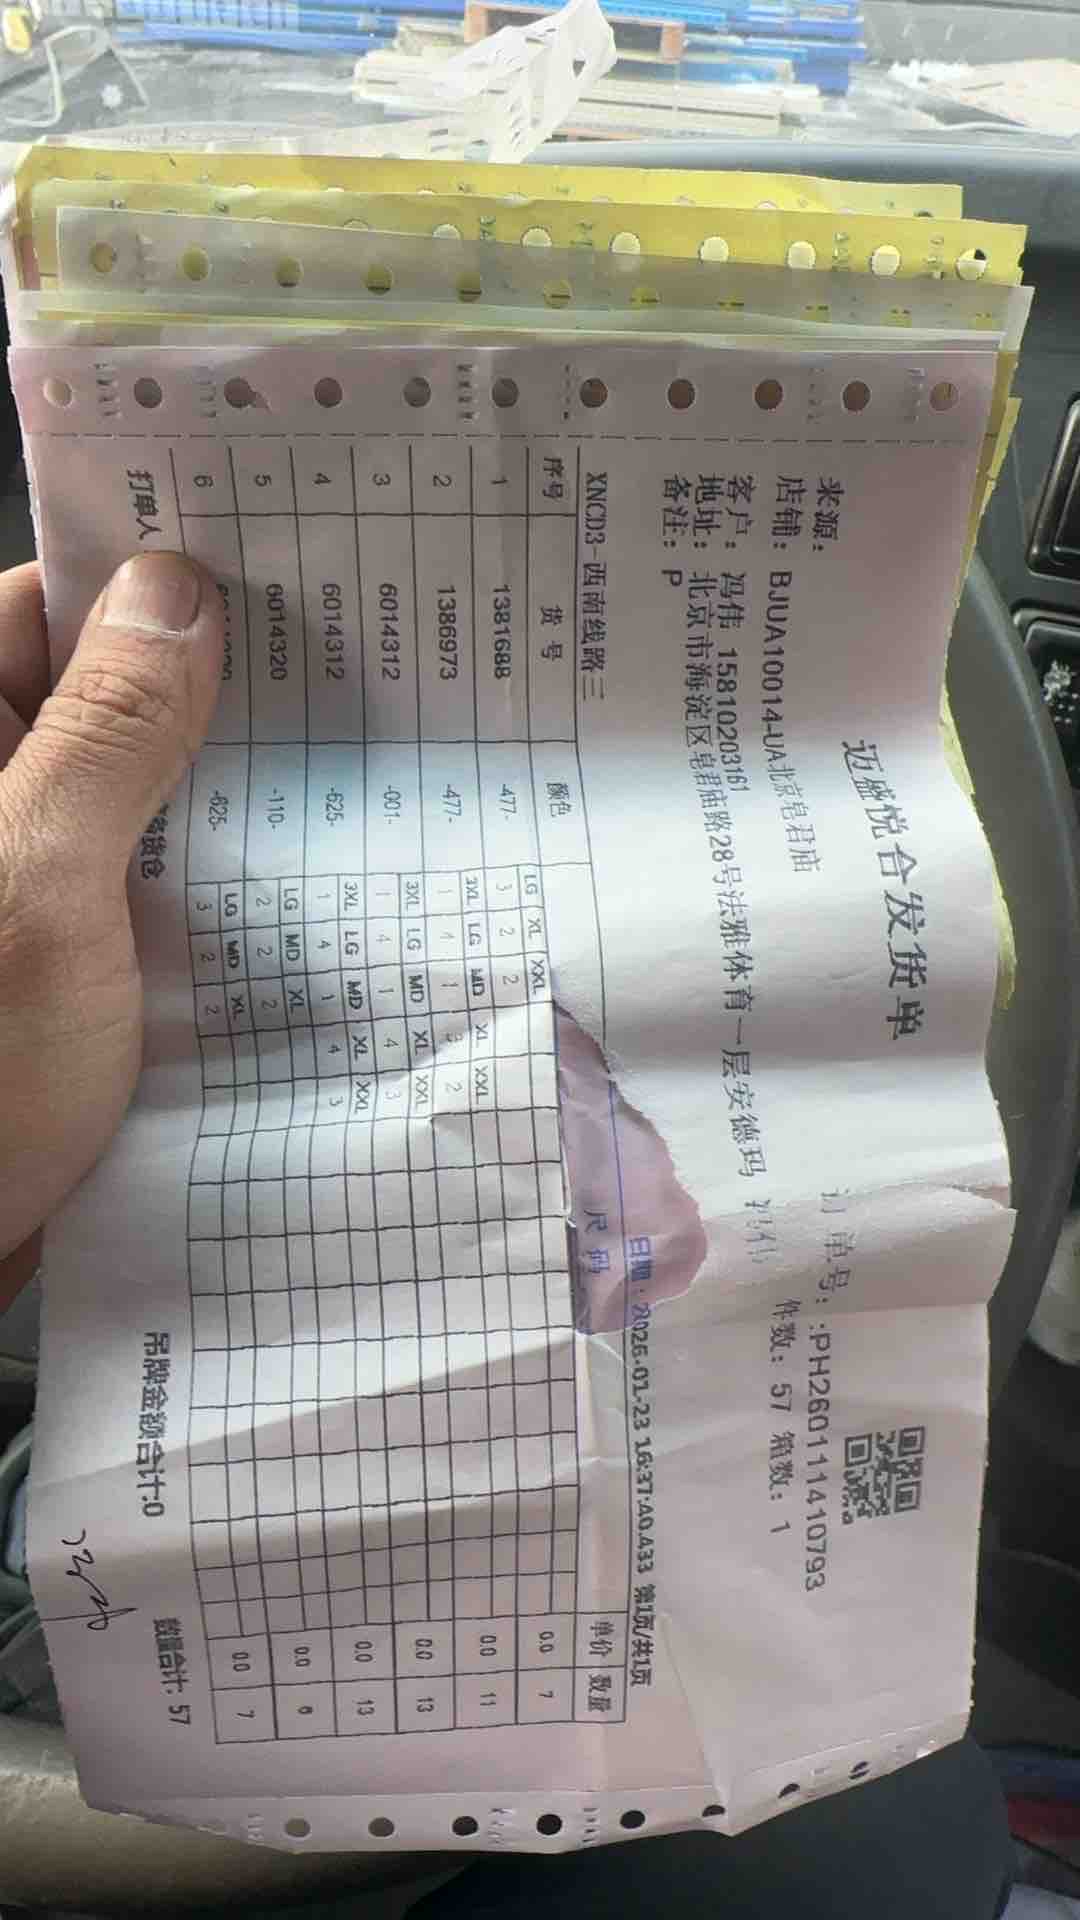 迈盛悦合发货单
来源：
订单号：:PH2601114410793
店铺： BJUA10014-UA北京皂君庙
件数：57 箱数：1
客户： 冯伟 15810203161
地址： 北京市海淀区皂君庙路28号法雅体育一层安德玛 冯伟
备注： P
XNCD3-西南线路三
日期：2026-01-23 16:37:40.433 第1页/共1页
序号 货号 颜色 尺码 单价 数量
LG XL XXL
1 1381688 -477- 3 2 2 0.0 7
3XL LG MD XL XXL
2 1386973 -477- 1 4 1 3 2 0.0 11
3XL LG MD XL XXL
3 6014312 -001- 1 4 1 4 3 0.0 13
3XL LG MD XL XXL
4 6014312 -625- 1 4 1 4 3 0.0 13
LG MD XL
5 6014320 -110- 2 2 2 0.0 6
LG MD XL
6 -625- 3 2 2 0.0 7
打单人 备货仓 吊牌金额合计:0 数量合计: 57